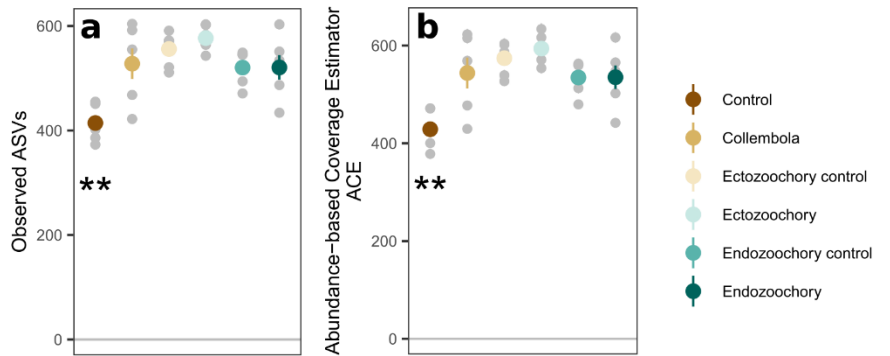 a
Observed ASVs
600
400
200
0
**
b
Abundance-based Coverage Estimator
ACE
600
400
200
0
**
Control
Collembola
Ectozoochory control
Ectozoochory
Endozoochory control
Endozoochory